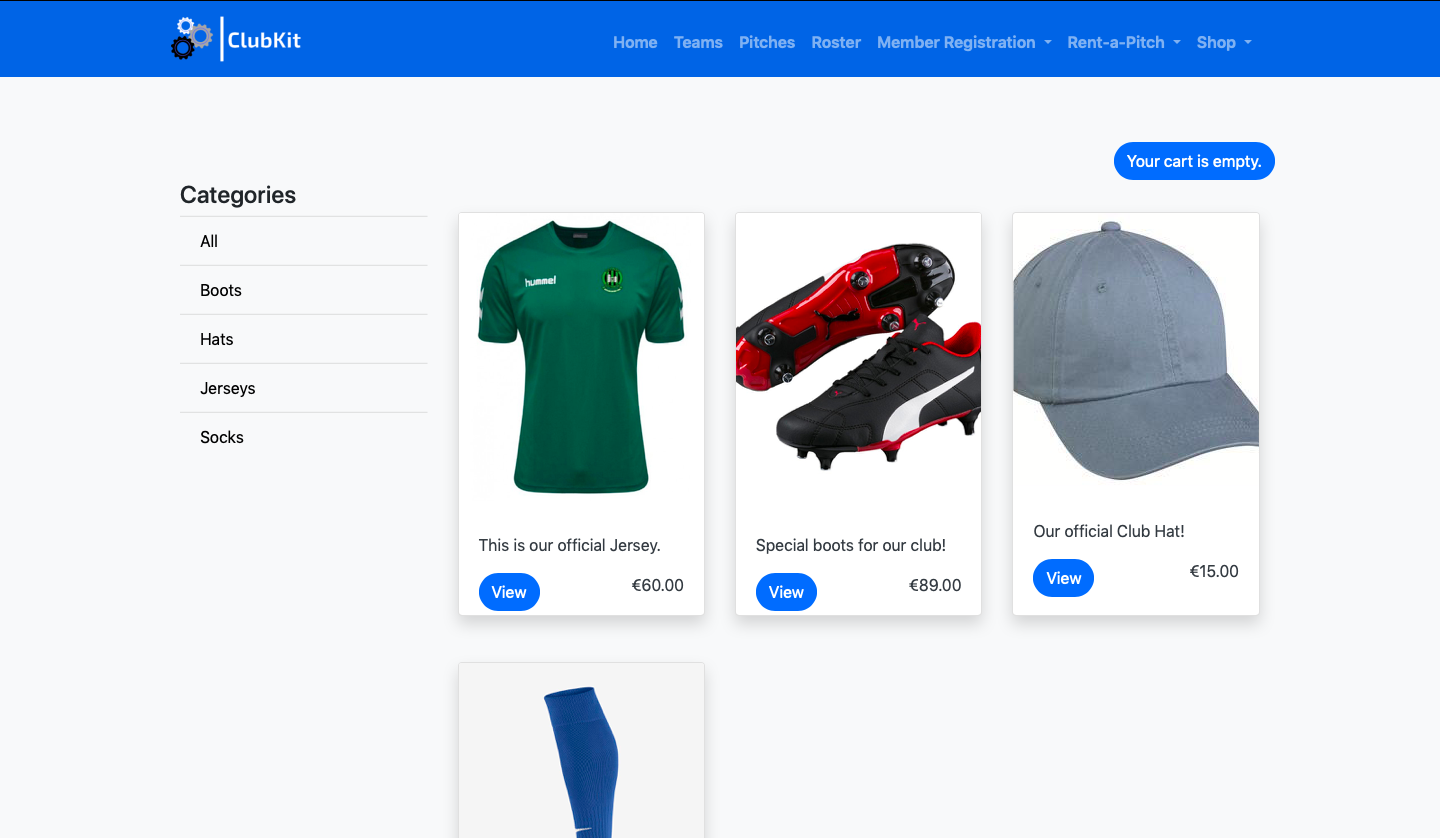 ClubKit
Home Teams Pitches Roster Member Registration Rent-a-Pitch Shop
Your cart is empty.
Categories
All
Boots
Hats
Jerseys
Socks
hummel
This is our official Jersey.
View €60.00
Special boots for our club!
View €89.00
Our official Club Hat!
View €15.00